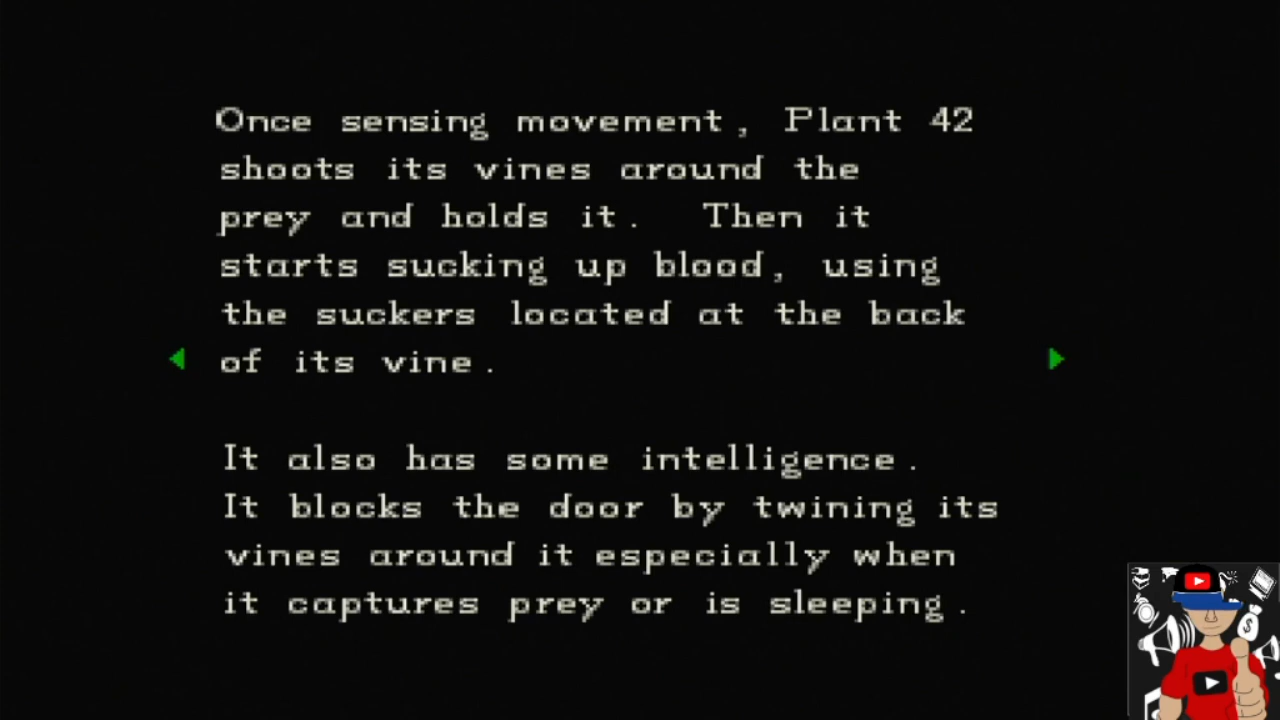 Once sensing movement, Plant 42
shoots its vines around the
prey and holds it. Then it
starts sucking up blood, using
the suckers located at the back
of its vine.
It also has some intelligence.
It blocks the door by twining its
vines around it especially when
it captures prey or is sleeping.
$